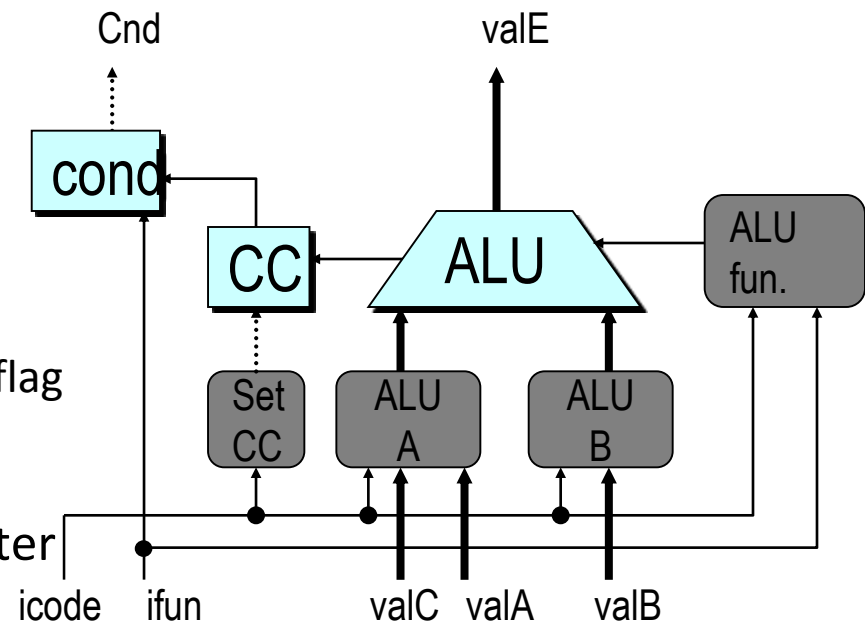 Cnd
valE
cond
CC
ALU
ALU
fun.
flag
Set
CC
ALU
A
ALU
B
ter
icode
ifun
valC
valA
valB